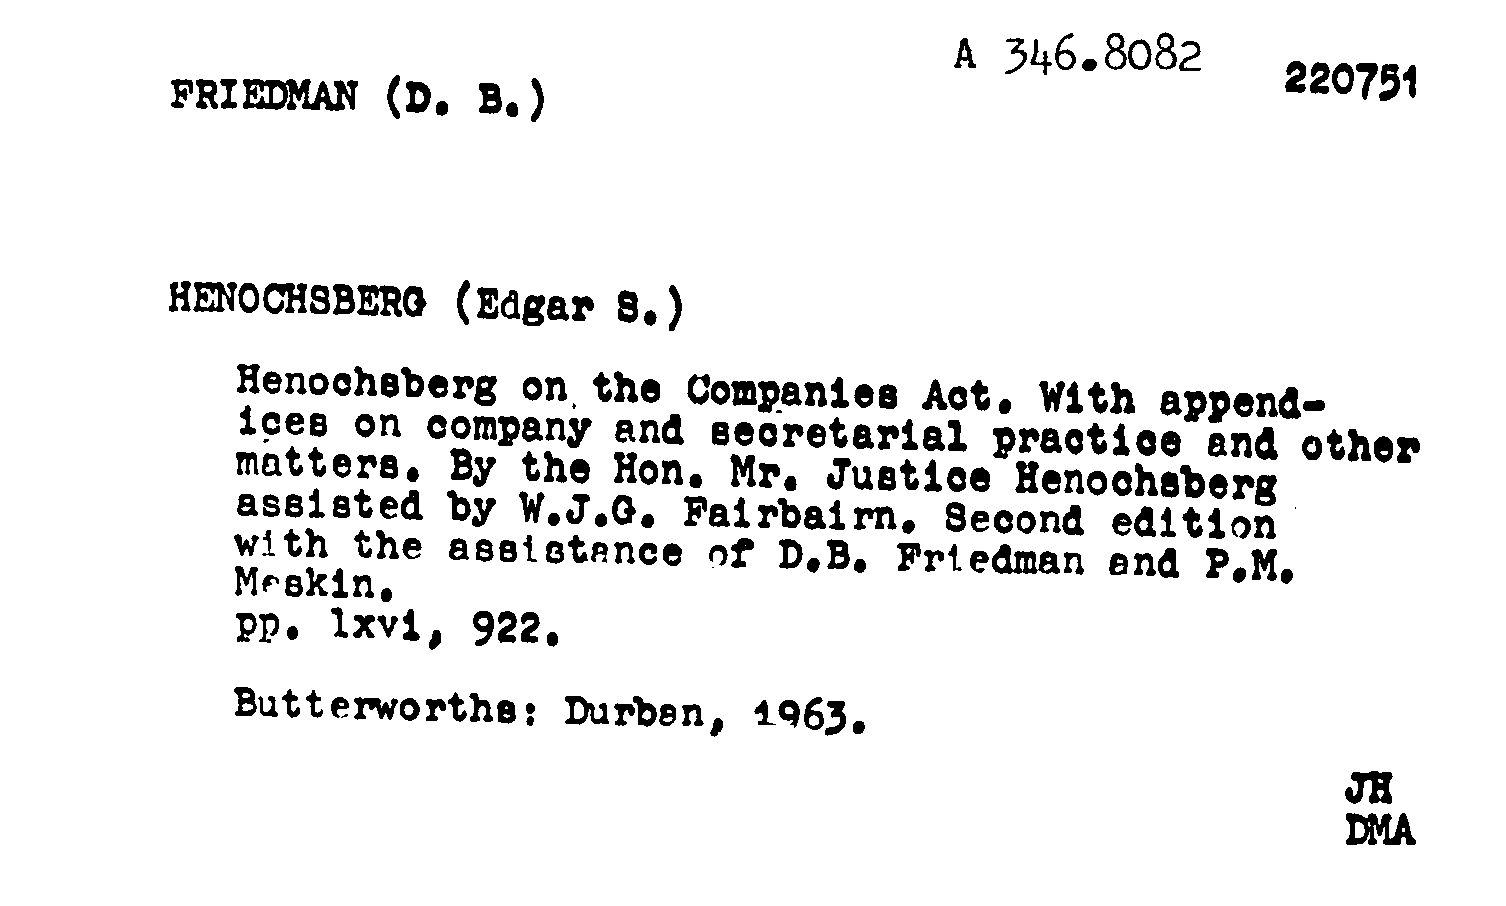 A 346.8082
220751
FRIEDMAN (D. B.)
HENOCHSBERG (Edgar S.)
Henochsberg on the Companies Act. With append-
ices on company and secretarial practice and other
matters. By the Hon. Mr. Justice Henochsberg
assisted by W.J.G. Fairbairn. Second edition
with the assistance of D.B. Friedman and P.M.
Meskin.
pp. lxvi, 922.
Butterworths: Durban, 1963.
JH
DMA